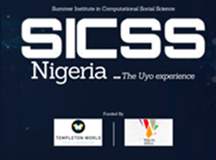 Summer Institute in Computational Social Science
SICSS
Nigeria ...The Uyo experience
Funded By
TEMPLETON WORLD